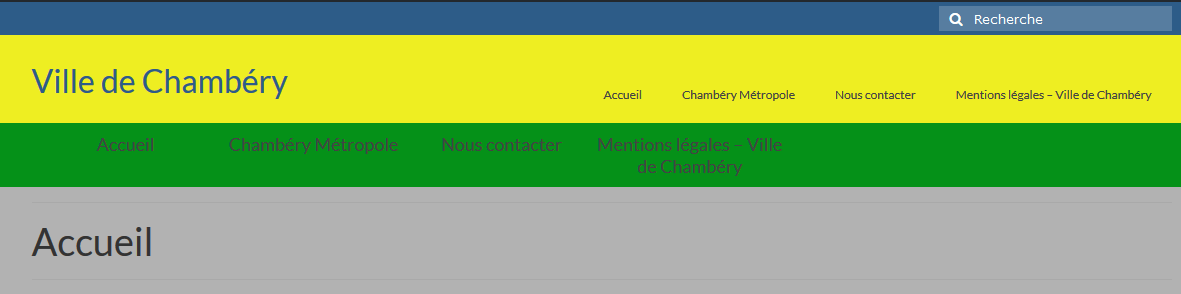 Recherche
Ville de Chambéry
Accueil Chambéry Métropole Nous contacter Mentions légales – Ville de Chambéry
Accueil Chambéry Métropole Nous contacter Mentions légales – Ville
de Chambéry
Accueil